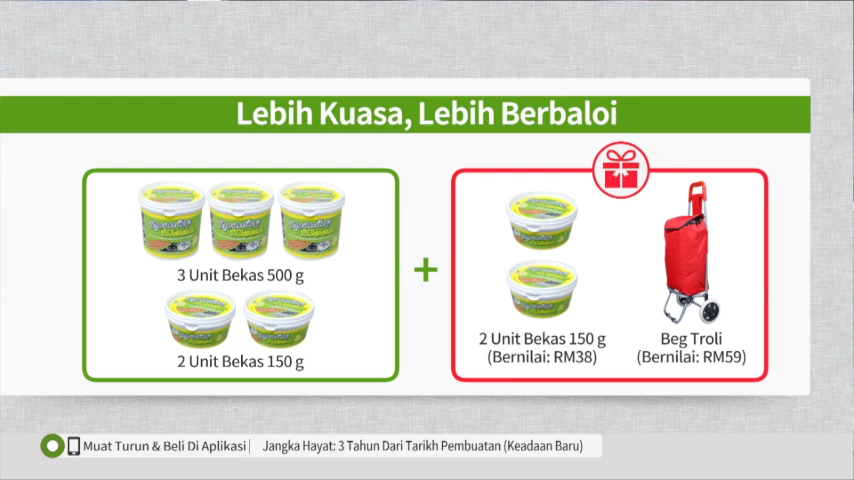 Lebih Kuasa, Lebih Berbaloi
3 Unit Bekas 500 g
2 Unit Bekas 150 g
+
2 Unit Bekas 150 g
(Bernilai: RM38)
Beg Troli
(Bernilai: RM59)
Muat Turun & Beli Di Aplikasi
Jangka Hayat: 3 Tahun Dari Tarikh Pembuatan (Keadaan Baru)